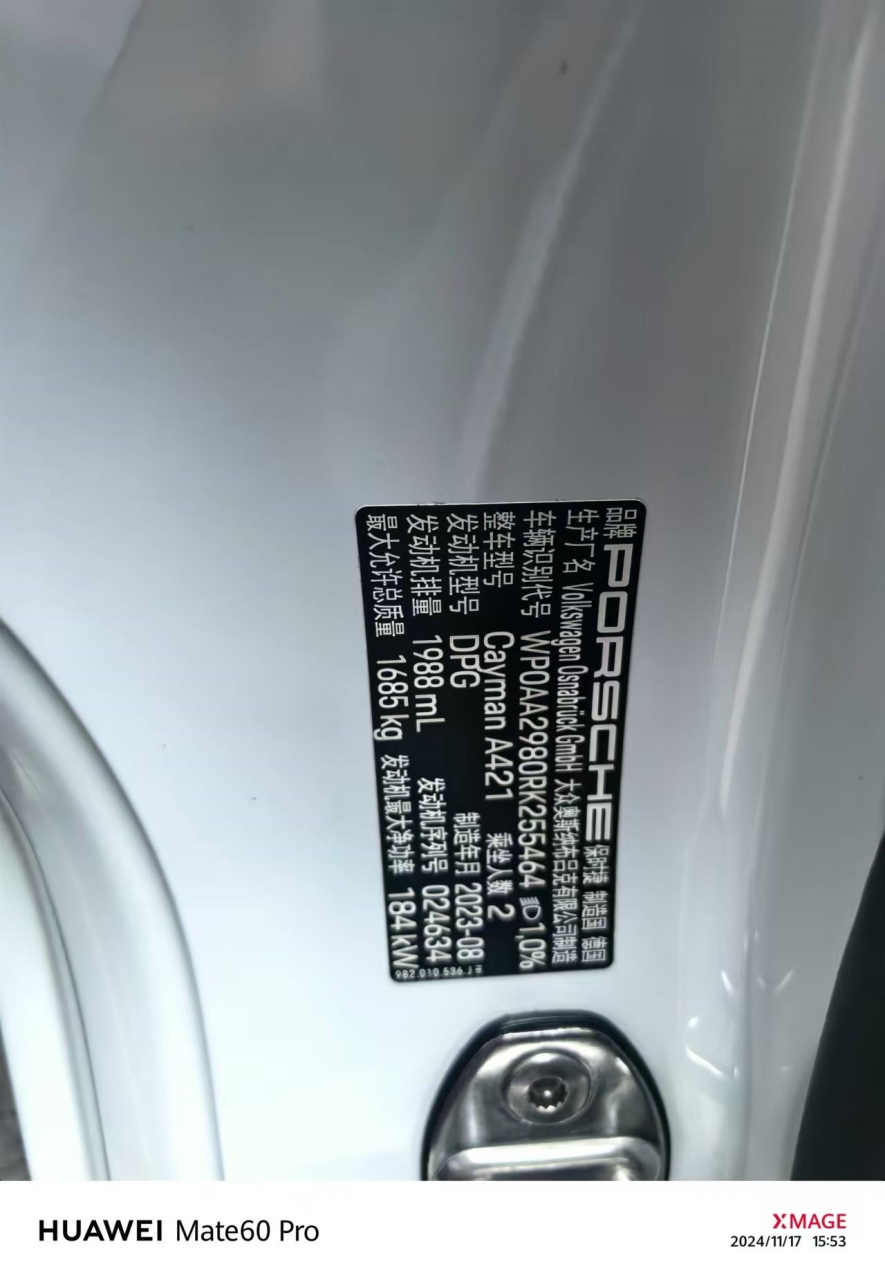 品牌 PORSCHE 保时捷 制造国 德国
生产厂名 Volkswagen Osnabrück GmbH 大众奥斯纳布吕克有限公司制造
车辆识别代号 WP0AA2980RK255464 1,0%
整车型号 Cayman A421 乘坐人数 2
发动机型号 DPG 制造年月 2023-08
发动机排量 1988 mL 发动机序列号 024634
最大允许总质量 1685 kg 发动机最大净功率 184 kW
982.010.536.J
HUAWEI Mate60 Pro
XMAGE
2024/11/17 15:53